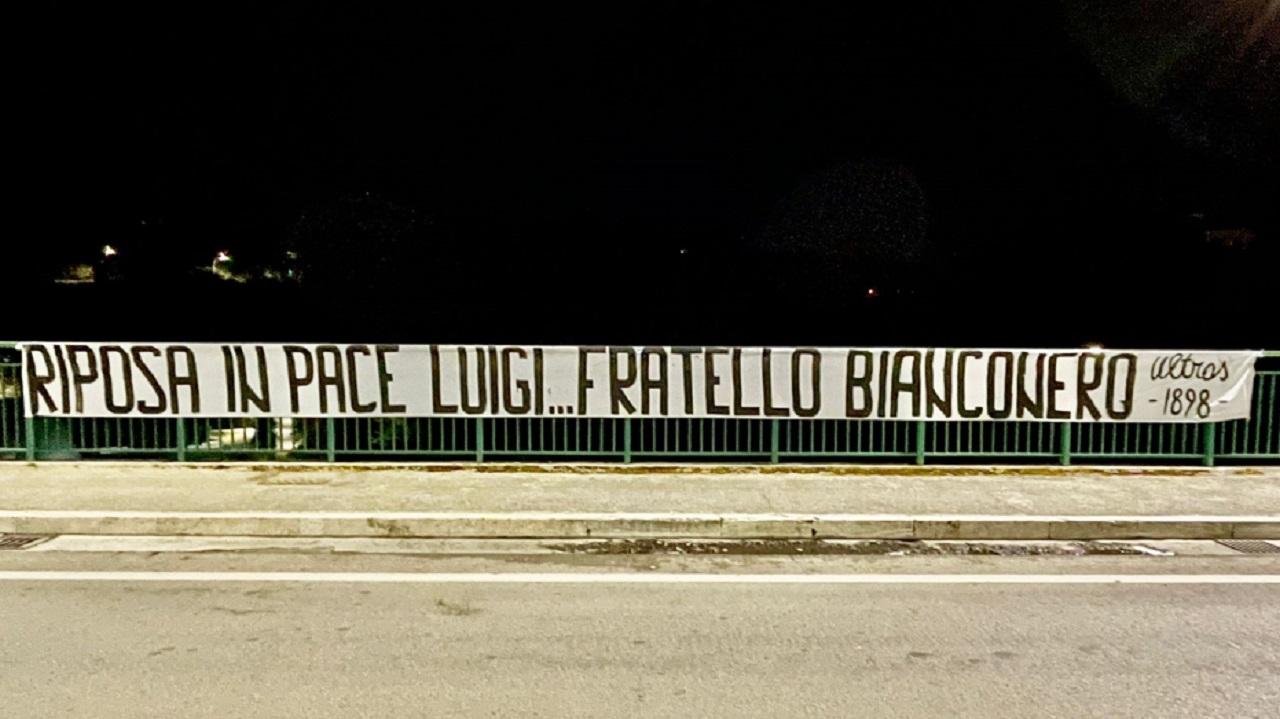 RIPOSA IN PACE LUIGI...FRATELLO BIANCONERO
ultras
-1898